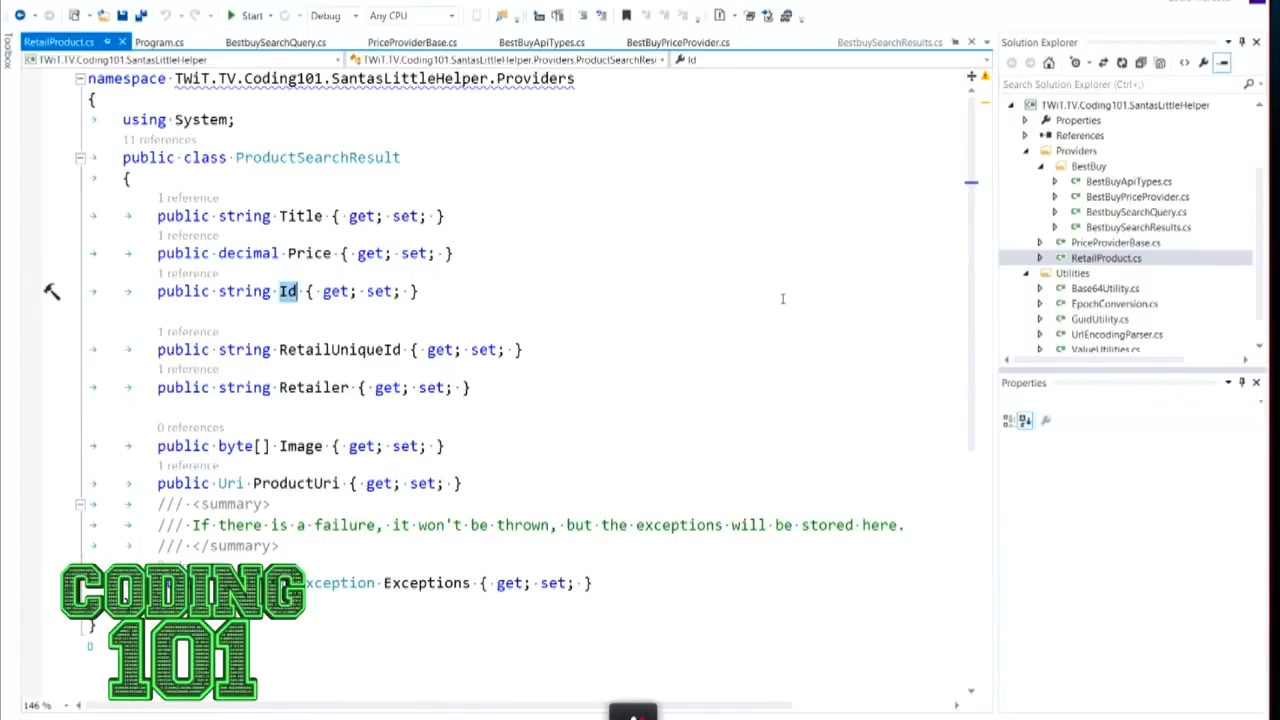 Start
Debug
Any CPU
Toolbox
RetailProduct.cs
Program.cs
BestbuySearchQuery.cs
PriceProviderBase.cs
BestBuyApiTypes.cs
BestBuyPriceProvider.cs
BestbuySearchResults.cs
TWiT.TV.Coding101.SantasLittleHelper
TWiT.TV.Coding101.SantasLittleHelper.Providers.ProductSearchResu
Id
namespace TWiT.TV.Coding101.SantasLittleHelper.Providers
{
using System;
11 references
public class ProductSearchResult
{
1 reference
public string Title { get; set; }
1 reference
public decimal Price { get; set; }
1 reference
public string Id { get; set; }
1 reference
public string RetailUniqueId { get; set; }
1 reference
public string Retailer { get; set; }
0 references
public byte[] Image { get; set; }
1 reference
public Uri ProductUri { get; set; }
/// <summary>
/// If there is a failure, it won't be thrown, but the exceptions will be stored here.
/// </summary>
xception Exceptions { get; set; }
}
CODING
101
146 %
Solution Explorer
Search Solution Explorer (Ctrl+;)
TWiT.TV.Coding101.SantasLittleHelper
Properties
References
Providers
BestBuy
BestBuyApiTypes.cs
BestBuyPriceProvider.cs
BestbuySearchQuery.cs
BestbuySearchResults.cs
PriceProviderBase.cs
RetailProduct.cs
Utilities
Base64Utility.cs
EpochConversion.cs
GuidUtility.cs
UrlEncodingParser.cs
ValueUtilities.cs
Properties